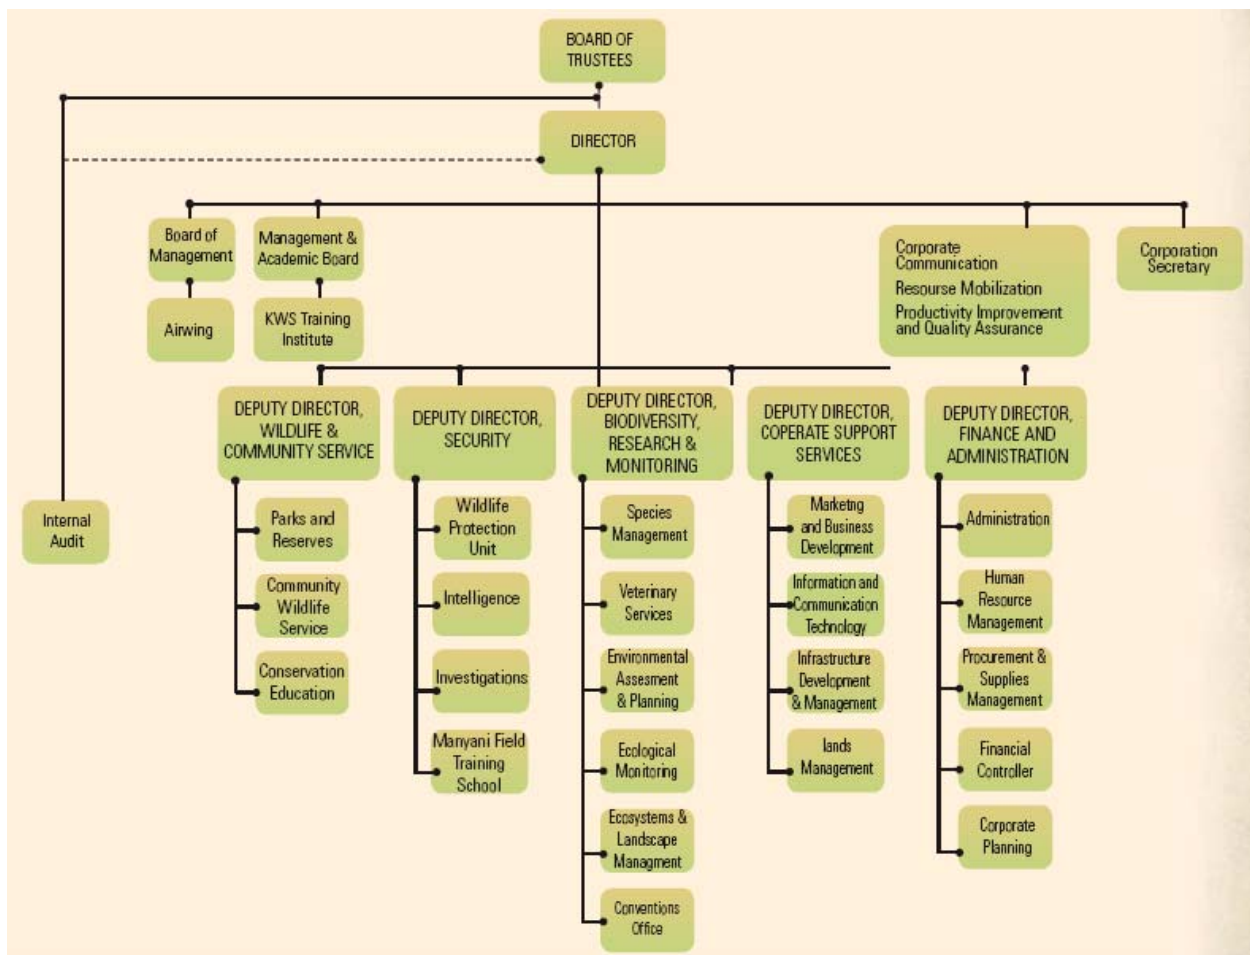 BOARD OF
TRUSTEES
DIRECTOR
Board of
Management
Management &
Academic Board
Corporate
Communication
Resourse Mobilization
Productivity Improvement
and Quality Assurance
Corporation
Secretary
Airwing
KWS Training
Institute
DEPUTY DIRECTOR,
WILDLIFE &
COMMUNITY SERVICE
DEPUTY DIRECTOR,
SECURITY
DEPUTY DIRECTOR,
BIODIVERSITY,
RESEARCH &
MONITORING
DEPUTY DIRECTOR,
COPERATE SUPPORT
SERVICES
DEPUTY DIRECTOR,
FINANCE AND
ADMINISTRATION
Internal
Audit
Parks and
Reserves
Community
Wildlife
Service
Conservation
Education
Wildlife
Protection
Unit
Intelligence
Investigations
Manyani Field
Training
School
Species
Management
Veterinary
Services
Environmental
Assesment
& Planning
Ecological
Monitoring
Ecosystems &
Landscape
Managment
Conventions
Office
Marketng
and Business
Development
Information and
Communication
Technology
Infrastructure
Development
& Management
lands
Management
Administration
Human
Resource
Management
Procurement &
Supplies
Management
Financial
Controller
Corporate
Planning